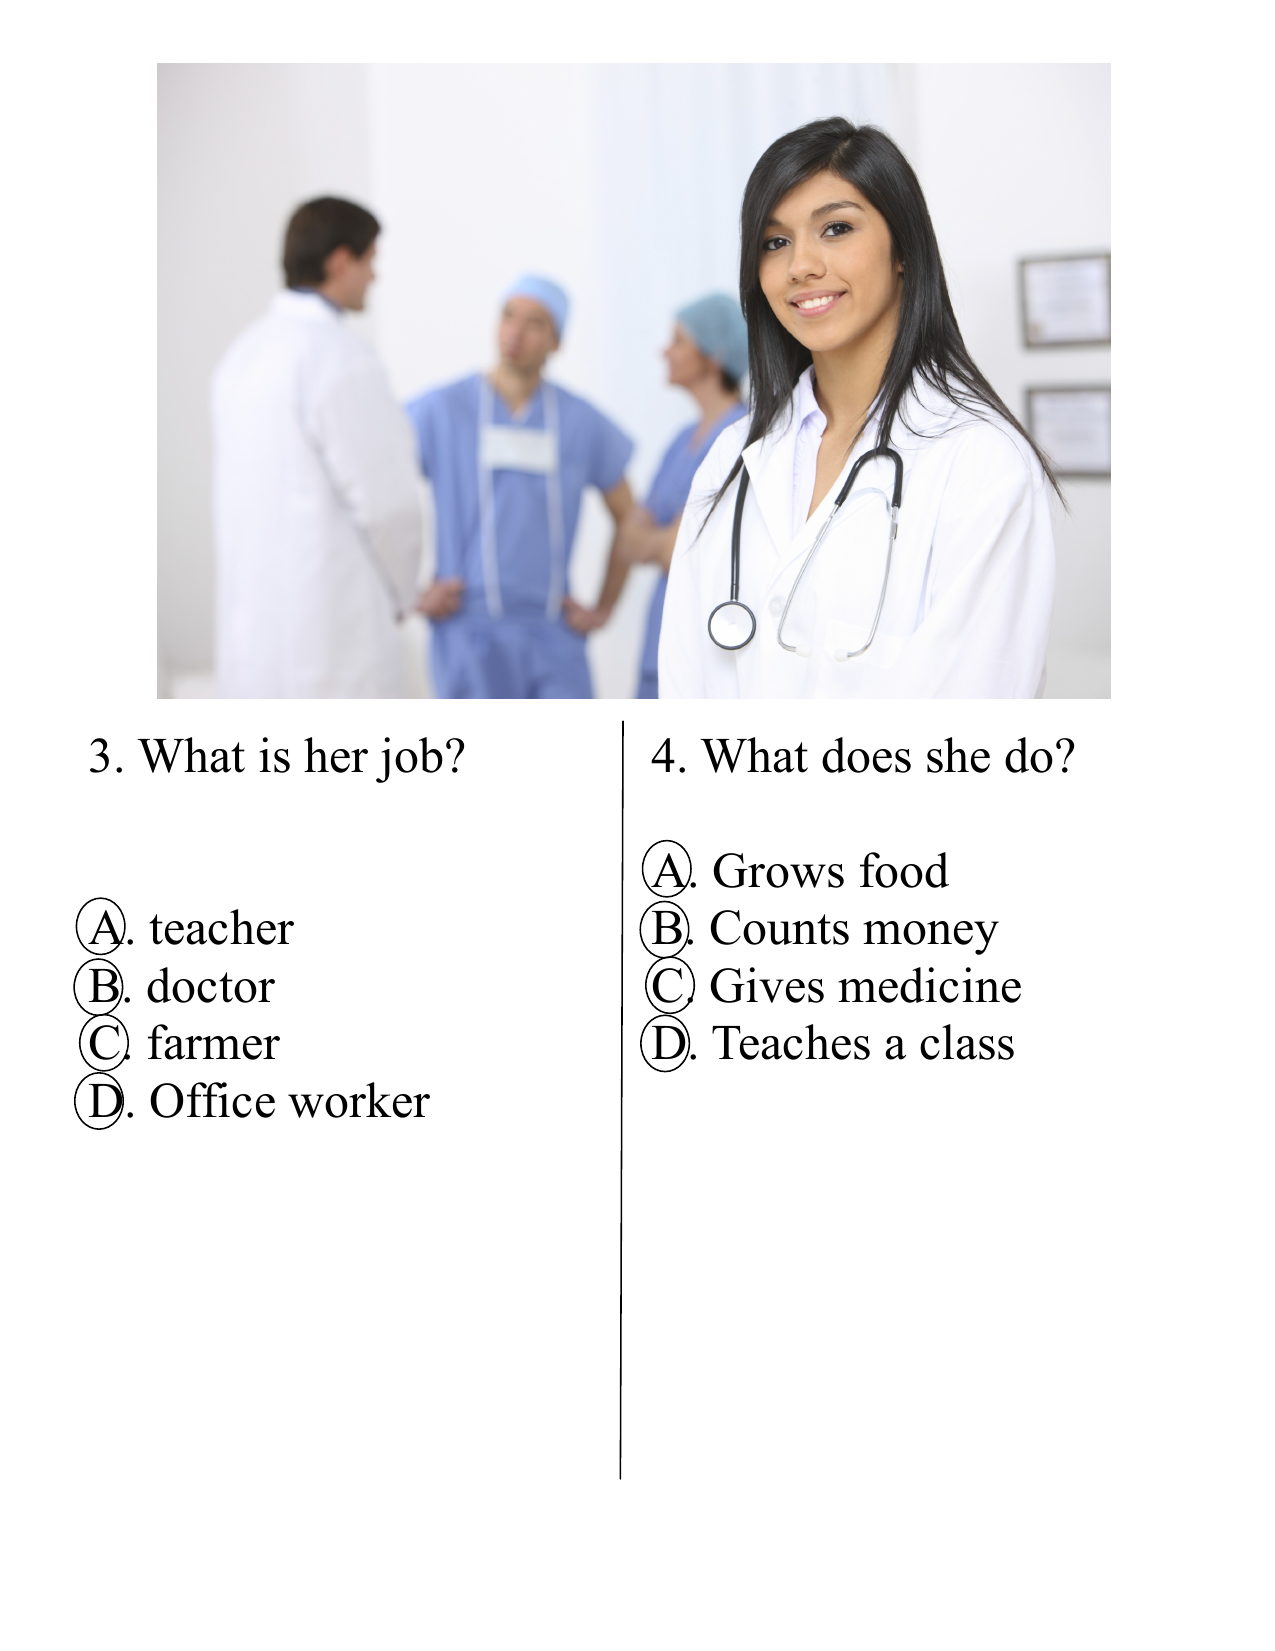 3. What is her job?
A. teacher
B. doctor
C. farmer
D. Office worker
4. What does she do?
A. Grows food
B. Counts money
C. Gives medicine
D. Teaches a class